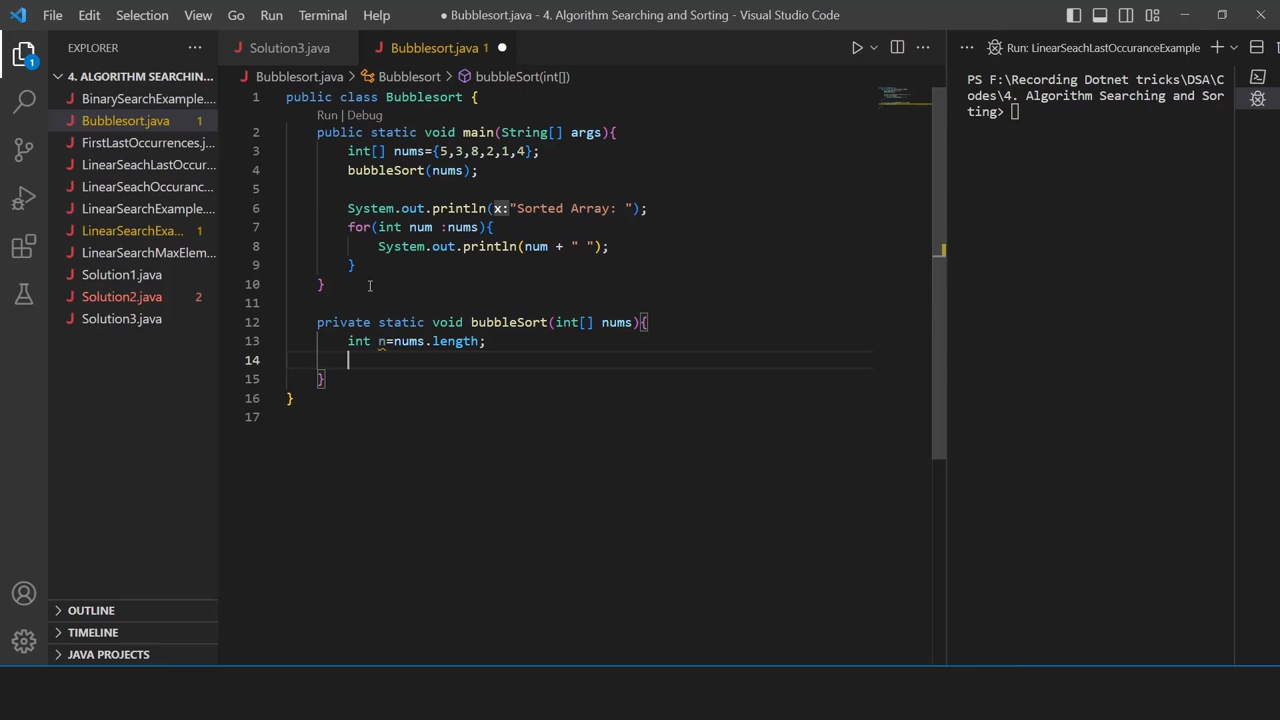 File Edit Selection View Go Run Terminal Help ● Bubblesort.java - 4. Algorithm Searching and Sorting - Visual Studio Code
EXPLORER ···
Solution3.java Bubblesort.java 1 ●
Run: LinearSeachLastOccuranceExample
1
4. ALGORITHM SEARCHIN...
BinarySearchExample....
Bubblesort.java 1
FirstLastOccurrences.j...
LinearSeachLastOccur...
LinearSeachOccuranc...
LinearSearchExample....
LinearSearchExa... 1
LinearSearchMaxElem...
Solution1.java
Solution2.java 2
Solution3.java
OUTLINE
TIMELINE
JAVA PROJECTS
Bubblesort.java > Bubblesort > bubbleSort(int[])
1 public class Bubblesort {
Run | Debug
2 public static void main(String[] args){
3 int[] nums={5,3,8,2,1,4};
4 bubbleSort(nums);
5
6 System.out.println(x:"Sorted Array: ");
7 for(int num :nums){
8 System.out.println(num + " ");
9 }
10 }
11
12 private static void bubbleSort(int[] nums){
13 int n=nums.length;
14
15 }
16 }
17
PS F:\Recording Dotnet tricks\DSA\C
odes\4. Algorithm Searching and Sor
ting>